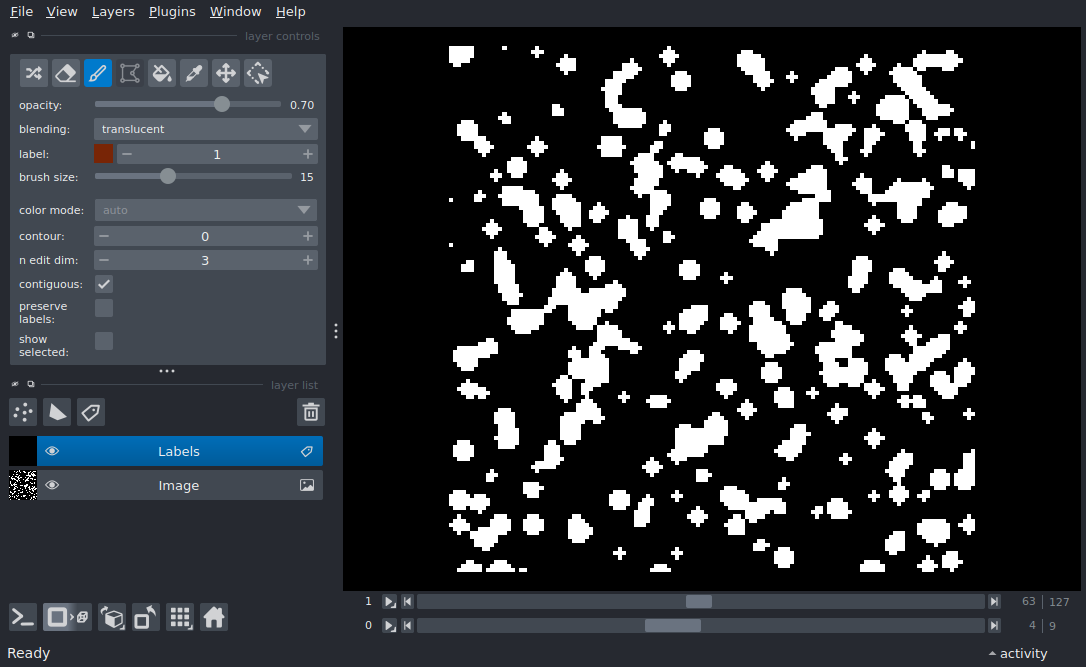 File View Layers Plugins Window Help
layer controls
opacity: 0.70
blending: translucent
label: 1
brush size: 15
color mode: auto
contour: 0
n edit dim: 3
contiguous:
preserve
labels:
show
selected:
layer list
Labels
Image
1 63 | 127
0 4 | 9
Ready activity